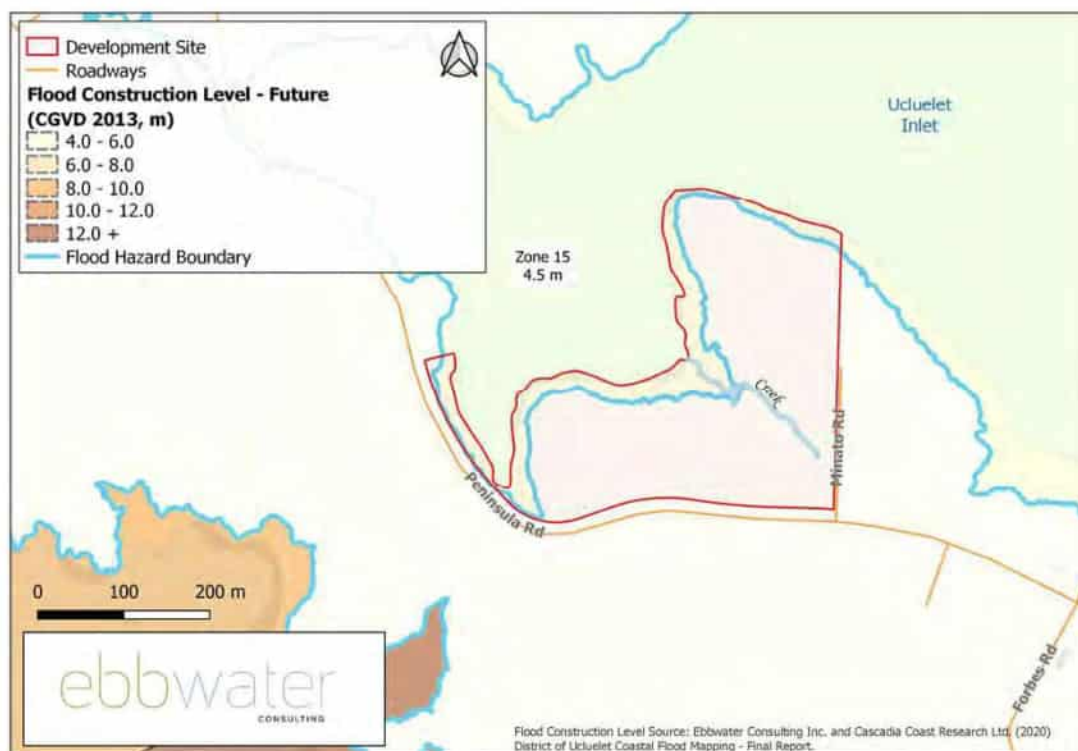 Development Site
Roadways
Flood Construction Level - Future
(CGVD 2013, m)
4.0 - 6.0
6.0 - 8.0
8.0 - 10.0
10.0 - 12.0
12.0 +
Flood Hazard Boundary
Ucluelet
Inlet
Zone 15
4.5 m
Creek
Minato Rd
Peninsula Rd
Forbes Rd
0 100 200 m
ebbwater
CONSULTING
Flood Construction Level Source: Ebbwater Consulting Inc. and Cascadia Coast Research Ltd. (2020)
District of Ucluelet Coastal Flood Mapping - Final Report.